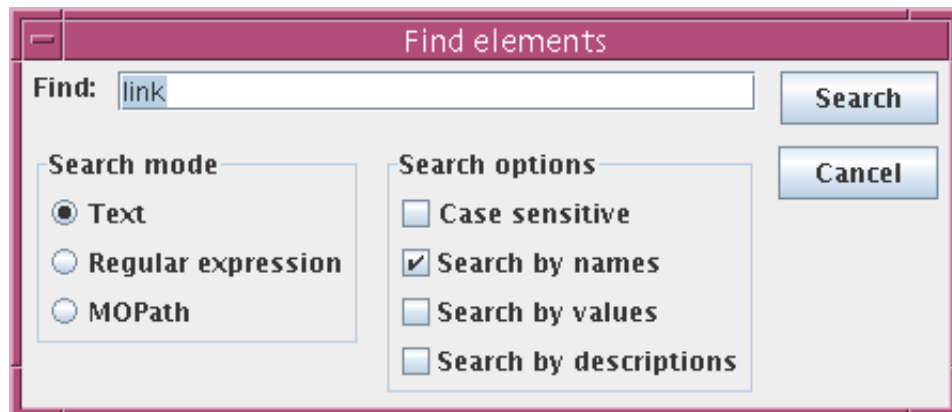 Find elements
Find: link
Search
Cancel
Search mode
Text
Regular expression
MOPath
Search options
Case sensitive
Search by names
Search by values
Search by descriptions